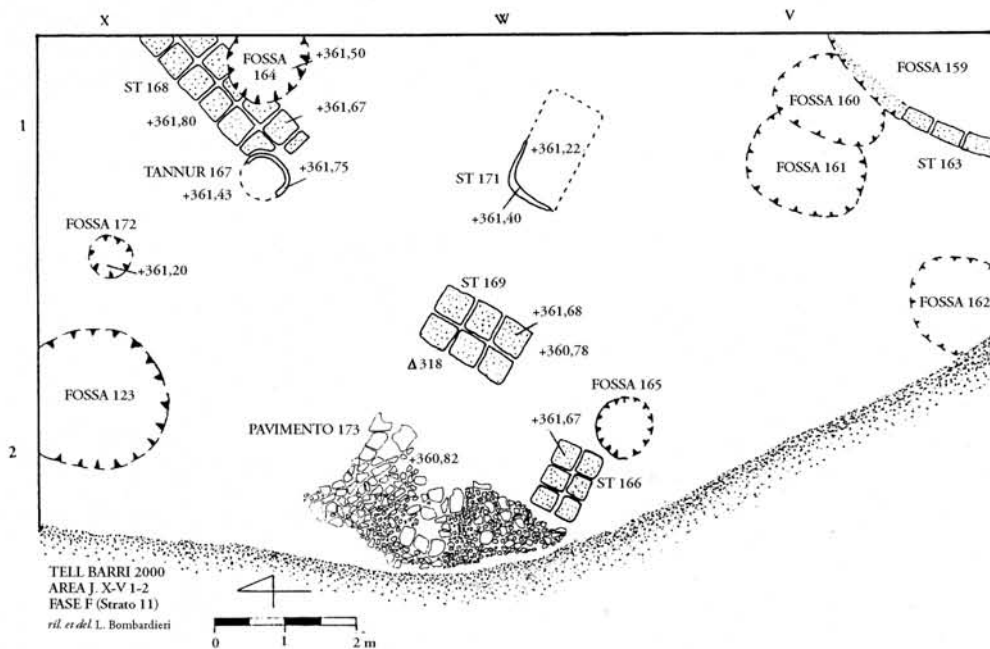 X W V
FOSSA 164
+361,50
FOSSA 159
ST 168
FOSSA 160
+361,67
1
+361,80
+361,22
ST 163
TANNUR 167
+361,75
ST 171
FOSSA 161
+361,43
+361,40
FOSSA 172
+361,20
ST 169
+361,68
FOSSA 162
+360,78
Δ318
FOSSA 165
FOSSA 123
+361,67
PAVIMENTO 173
2
+360,82
ST 166
TELL BARRI 2000
AREA J. X-V 1-2
FASE F (Strato 11)
ril. et del. L. Bombardieri
0 1 2 m